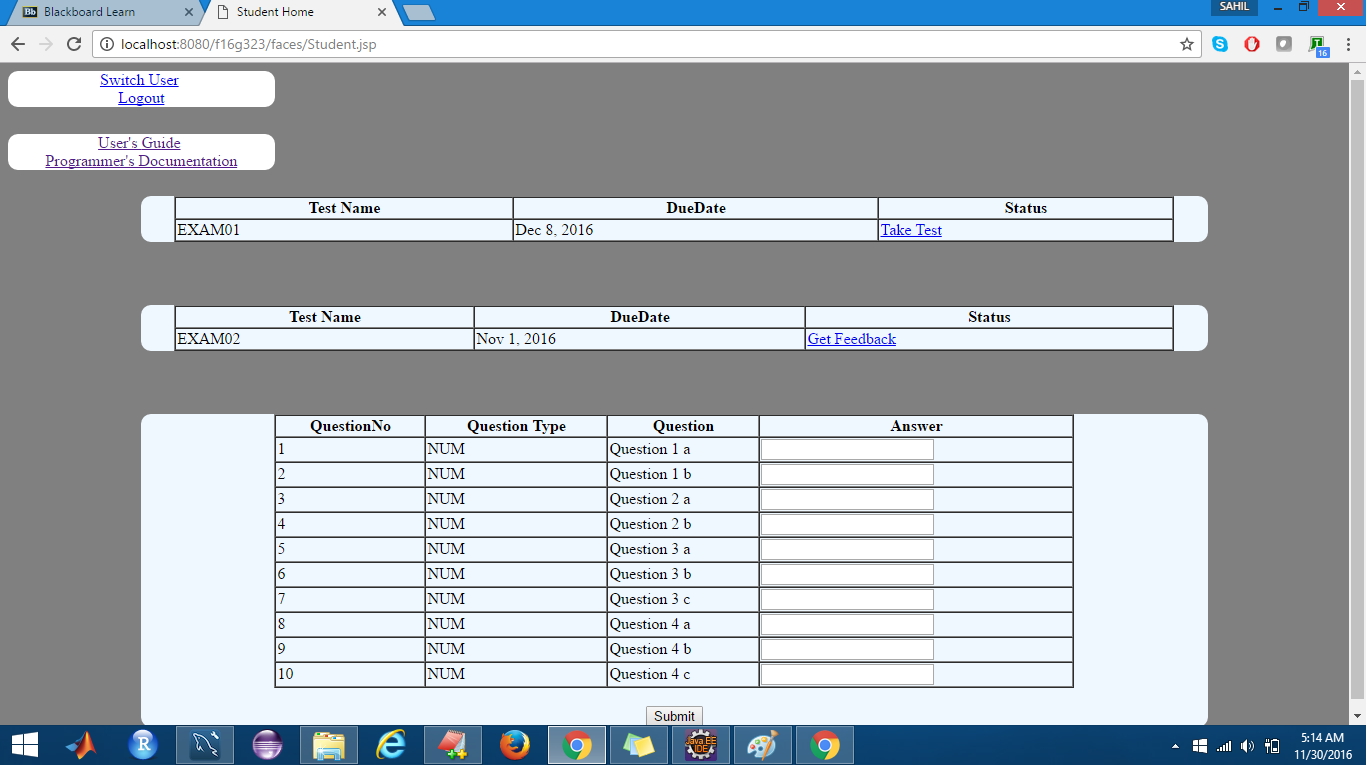 SAHIL
Blackboard Learn
Student Home
localhost:8080/f16g323/faces/Student.jsp
16
Switch User
Logout
User's Guide
Programmer's Documentation
Test Name DueDate Status
EXAM01 Dec 8, 2016 Take Test
Test Name DueDate Status
EXAM02 Nov 1, 2016 Get Feedback
QuestionNo Question Type Question Answer
1 NUM Question 1 a
2 NUM Question 1 b
3 NUM Question 2 a
4 NUM Question 2 b
5 NUM Question 3 a
6 NUM Question 3 b
7 NUM Question 3 c
8 NUM Question 4 a
9 NUM Question 4 b
10 NUM Question 4 c
Submit
Java EE
IDE
5:14 AM
11/30/2016